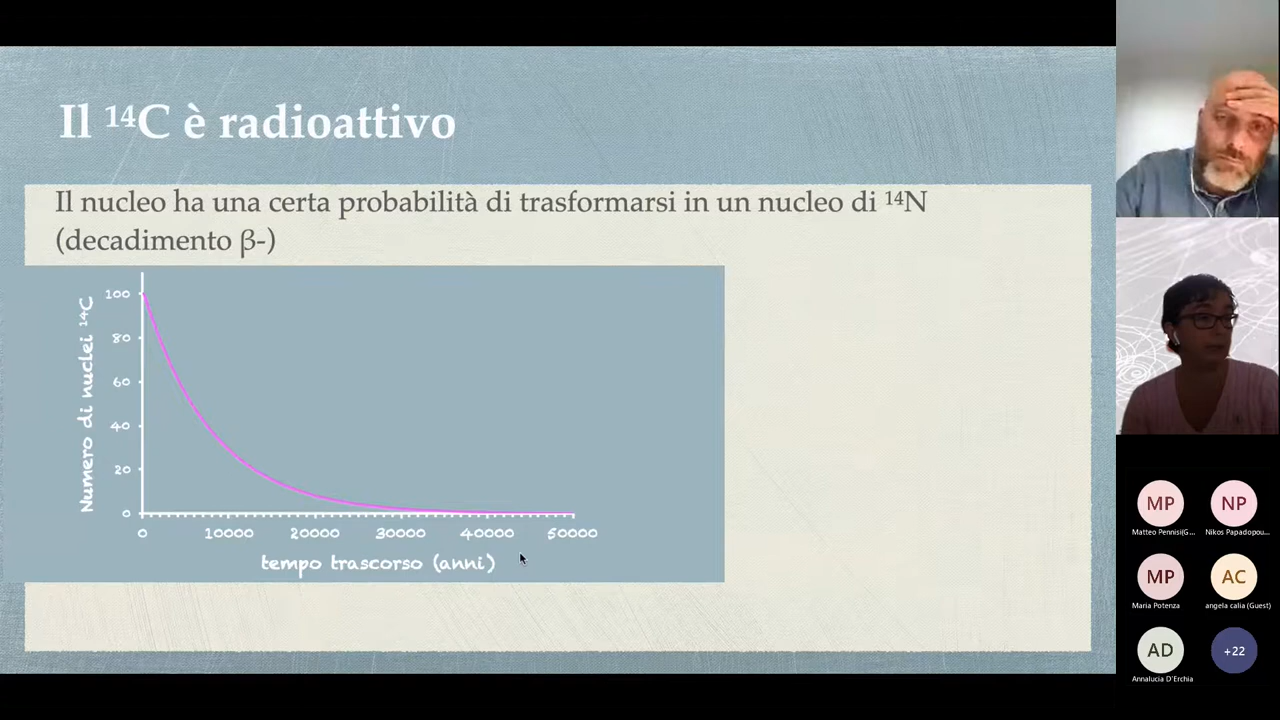 Il ¹⁴C è radioattivo
Il nucleo ha una certa probabilità di trasformarsi in un nucleo di ¹⁴N
(decadimento β-)
Numero di nuclei ¹⁴C
100
80
60
40
20
0
0 10000 20000 30000 40000 50000
tempo trascorso (anni)
MP NP
Matteo Pennisi(G... Nikos Papadopou...
MP AC
Maria Potenza angela calia (Guest)
AD +22
Annalucia D'Erchia